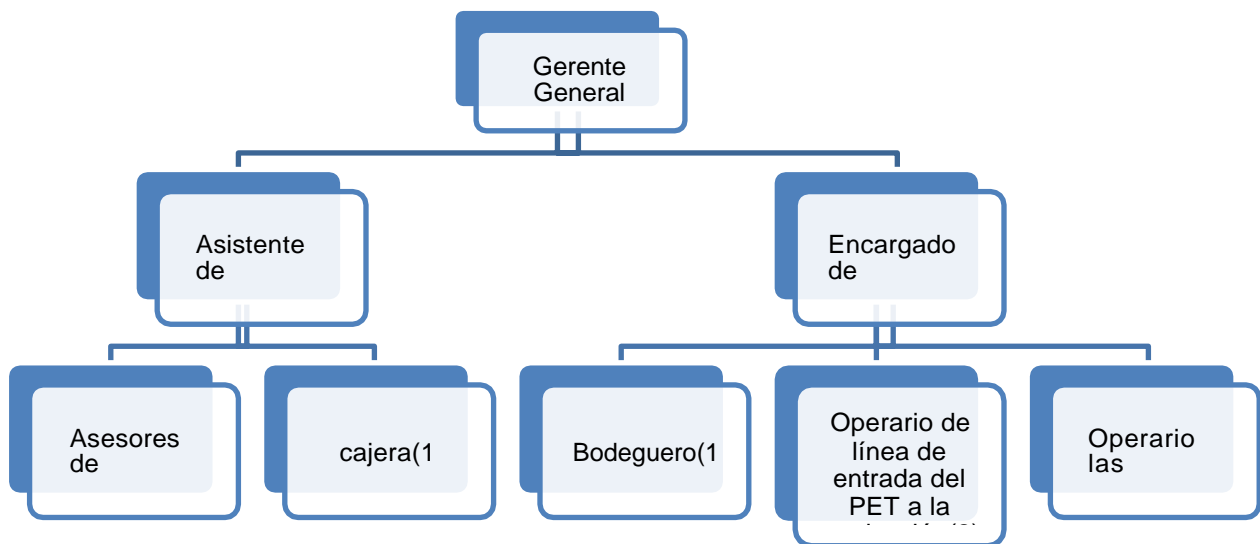 Gerente
General
Asistente
de
Encargado
de
Asesores
de
cajera(1
Bodeguero(1
Operario de
línea de
entrada del
PET a la
Operario
las